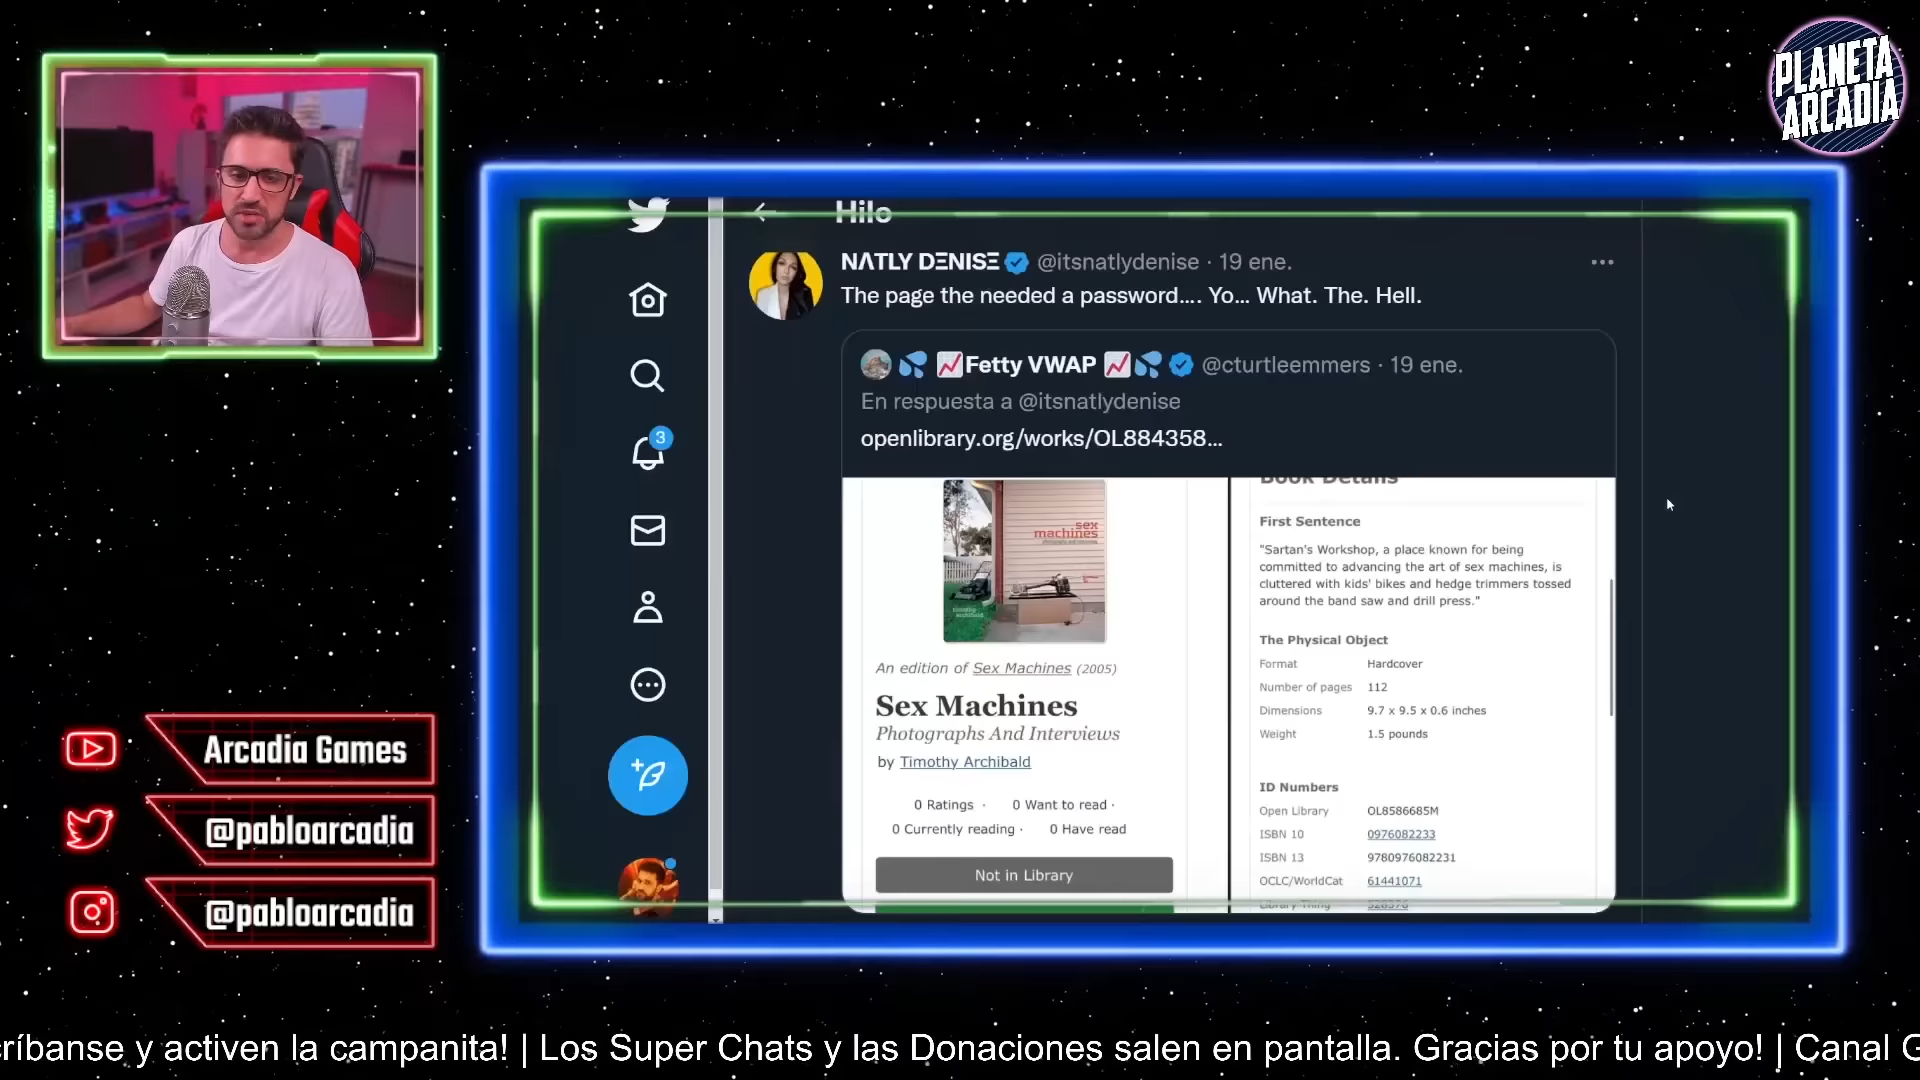 PLANETA
ARCADIA
Hilo
NATLY DENISE @itsnatlydenise · 19 ene.
The page the needed a password.... Yo... What. The. Hell.
Fetty VWAP @cturtleemmers · 19 ene.
En respuesta a @itsnatlydenise
openlibrary.org/works/OL884358...
3
sex
machines
An edition of Sex Machines (2005)
Sex Machines
Photographs And Interviews
by Timothy Archibald
0 Ratings · 0 Want to read ·
0 Currently reading · 0 Have read
Not in Library
Book Details
First Sentence
"Sartan's Workshop, a place known for being
committed to advancing the art of sex machines, is
cluttered with kids' bikes and hedge trimmers tossed
around the band saw and drill press."
The Physical Object
Format Hardcover
Number of pages 112
Dimensions 9.7 x 9.5 x 0.6 inches
Weight 1.5 pounds
ID Numbers
Open Library OL8586685M
ISBN 10 0976082233
ISBN 13 9780976082231
OCLC/WorldCat 61441071
Library Thing
Arcadia Games
@pabloarcadia
@pabloarcadia
críbanse y activen la campanita! | Los Super Chats y las Donaciones salen en pantalla. Gracias por tu apoyo! | Canal G